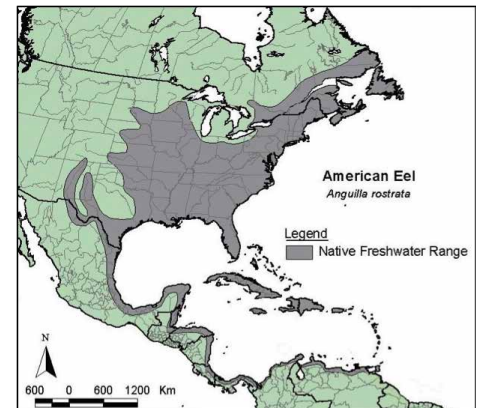 American Eel
Anguilla rostrata
Legend
Native Freshwater Range
N
600 0 600 1200 Km